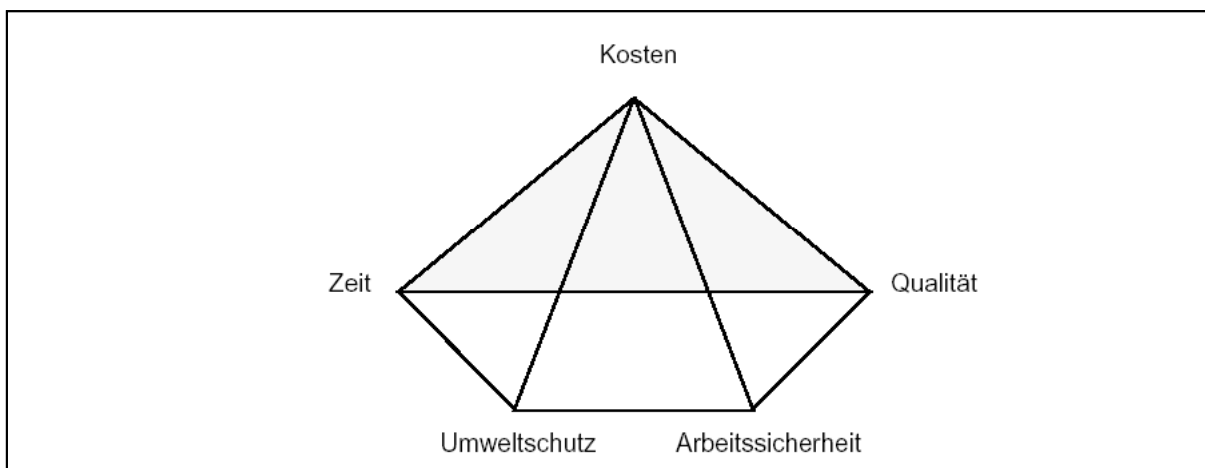 Kosten
Zeit
Qualität
Umweltschutz
Arbeitssicherheit